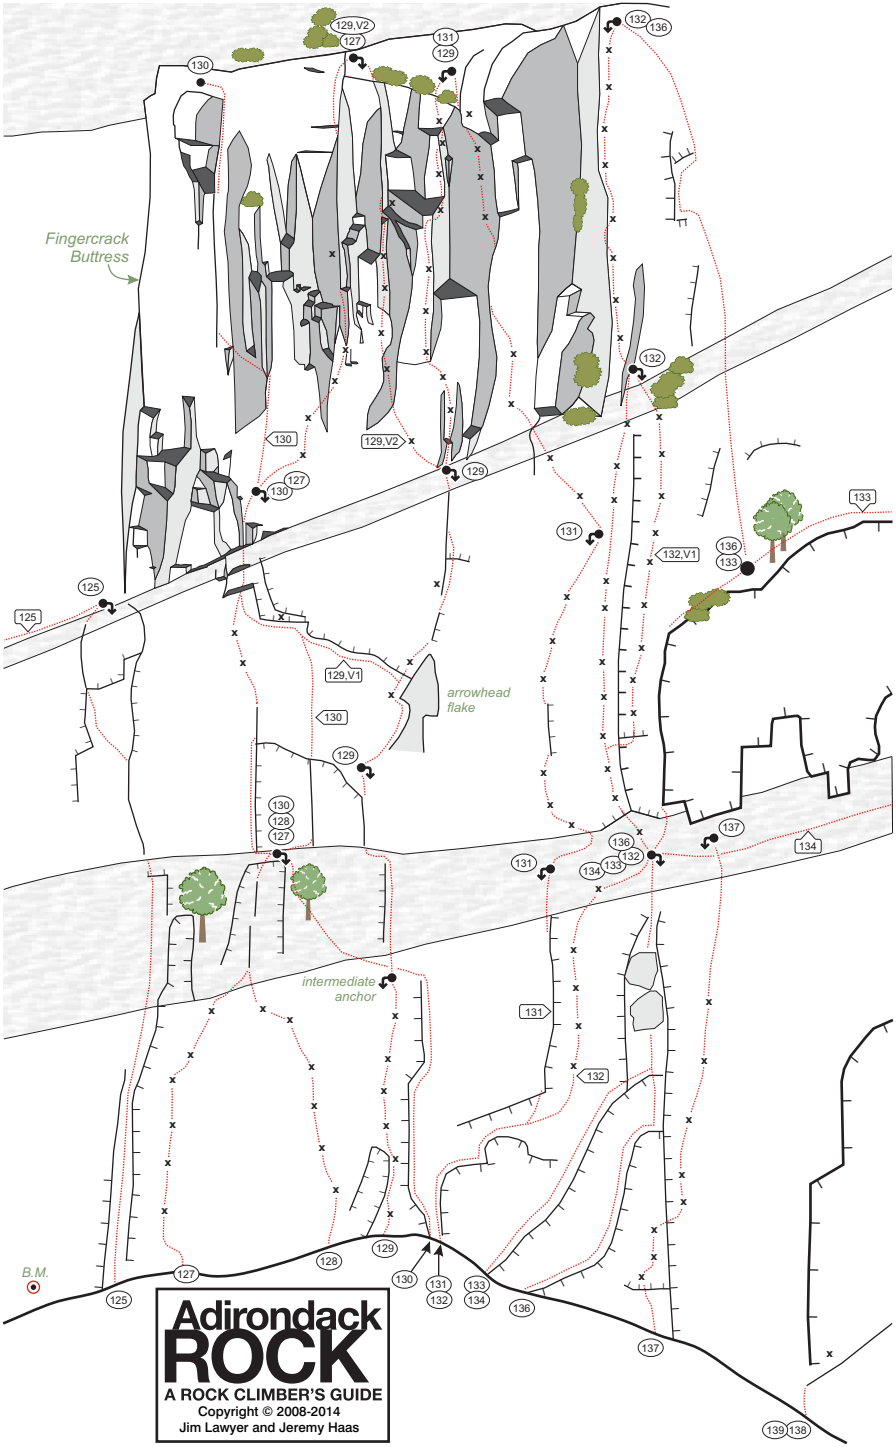 129,V2
127
131
129
132
136
130
Fingercrack
Buttress
132
130
129,V2
129
127
130
131
136
133
132,V1
133
125
125
129,V1
arrowhead
flake
130
129
130
128
127
136
132
133
134
131
137
134
intermediate
anchor
131
132
B.M.
125
127
128
129
130
131
132
133
134
136
137
139
138
x
Adirondack
ROCK
A ROCK CLIMBER'S GUIDE
Copyright © 2008-2014
Jim Lawyer and Jeremy Haas